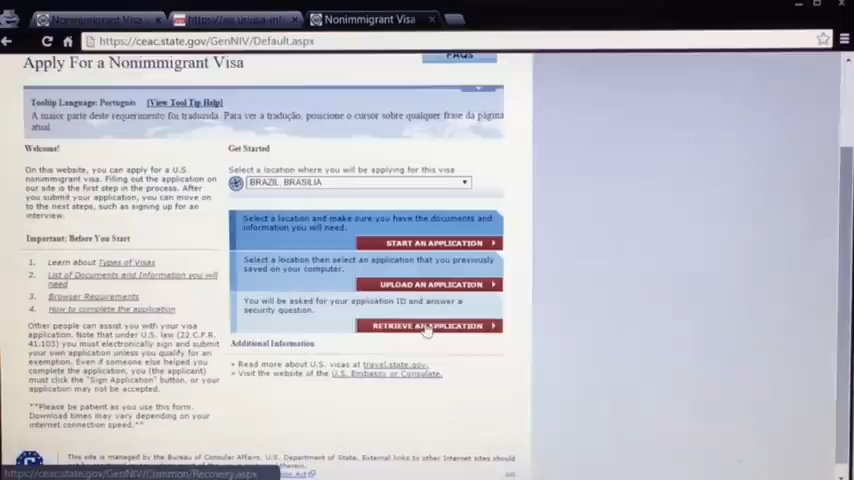 Nonimmigrant Visa -
https://ais.usvisa-inf
Nonimmigrant Visa
https://ceac.state.gov/GenNIV/Default.aspx
Apply For a Nonimmigrant Visa
FAQS
Tooltip Language: Português [View Tool Tip Help]
A maior parte deste requerimento foi traduzida. Para ver a tradução, posicione o cursor sobre qualquer frase da página
atual.
Welcome!
On this website, you can apply for a U.S.
nonimmigrant visa. Filling out the application on
our site is the first step in the process. After
you submit your application, you can move on
to the next steps, such as signing up for an
interview.
Important: Before You Start
1. Learn about Types of Visas
2. List of Documents and Information you will
need
3. Browser Requirements
4. How to complete the application
Other people can assist you with your visa
application. Note that under U.S. law (22 C.F.R.
41.103) you must electronically sign and submit
your own application unless you qualify for an
exemption. Even if someone else helped you
complete the application, you (the applicant)
must click the "Sign Application" button, or your
application may not be accepted.
**Please be patient as you use this form.
Download times may vary depending on your
internet connection speed.**
Get Started
Select a location where you will be applying for this visa
BRAZIL, BRASILIA
Select a location and make sure you have the documents and
information you will need.
START AN APPLICATION
Select a location then select an application that you previously
saved on your computer.
UPLOAD AN APPLICATION
You will be asked for your application ID and answer a
security question.
RETRIEVE AN APPLICATION
Additional Information
» Read more about U.S. visas at travel.state.gov.
» Visit the website of the U.S. Embassy or Consulate.
This site is managed by the Bureau of Consular Affairs, U.S. Department of State. External links to other Internet sites should
https://ceac.state.gov/GenNIV/Common/Recovery.aspx